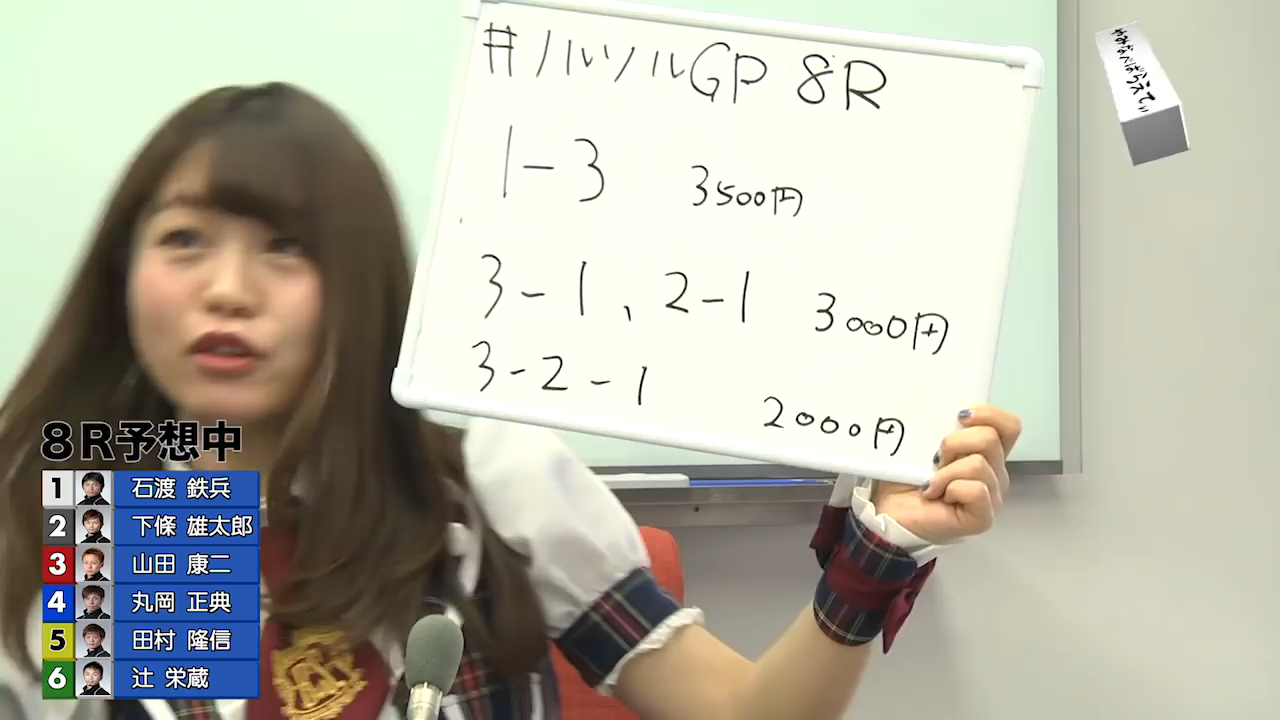 #ノルソルGP 8R
1-3 3500円
3-1、2-1 3000円
3-2-1 2000円
8R予想中
1 石渡 鉄兵
2 下條 雄太郎
3 山田 康二
4 丸岡 正典
5 田村 隆信
6 辻 栄蔵